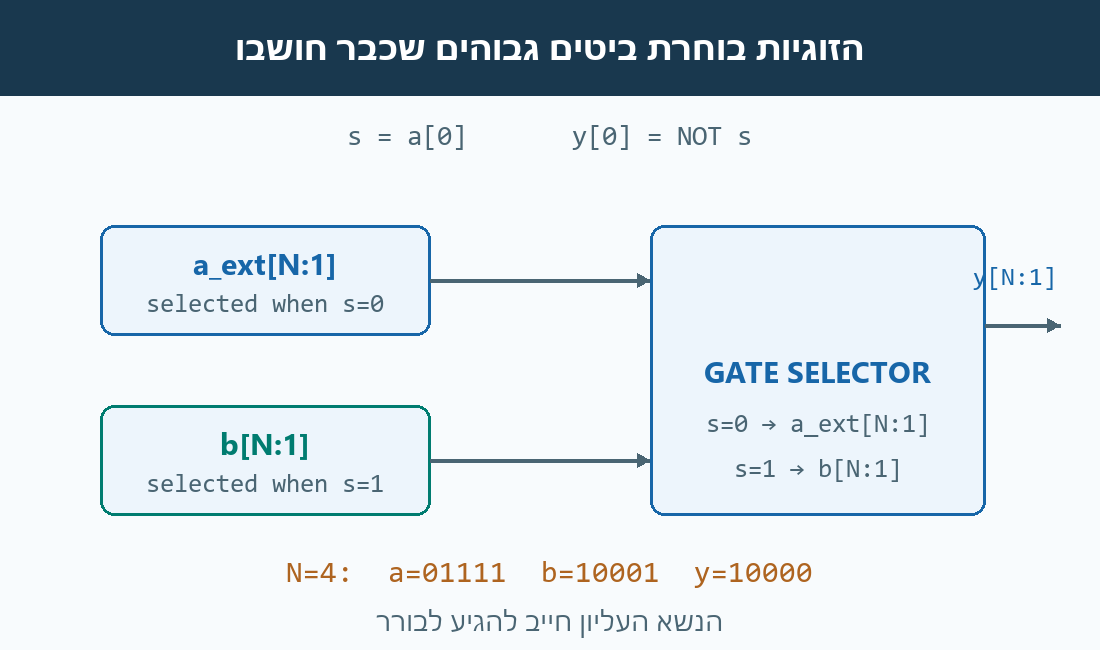 הזוגיות בוחרת ביטים גבוהים שכבר חושבו
s = a[0] y[0] = NOT s
a_ext[N:1]
selected when s=0
y[N:1]
GATE SELECTOR
s=0 → a_ext[N:1]
s=1 → b[N:1]
b[N:1]
selected when s=1
N=4: a=01111 b=10001 y=10000
הנשא העליון חייב להגיע לבורר